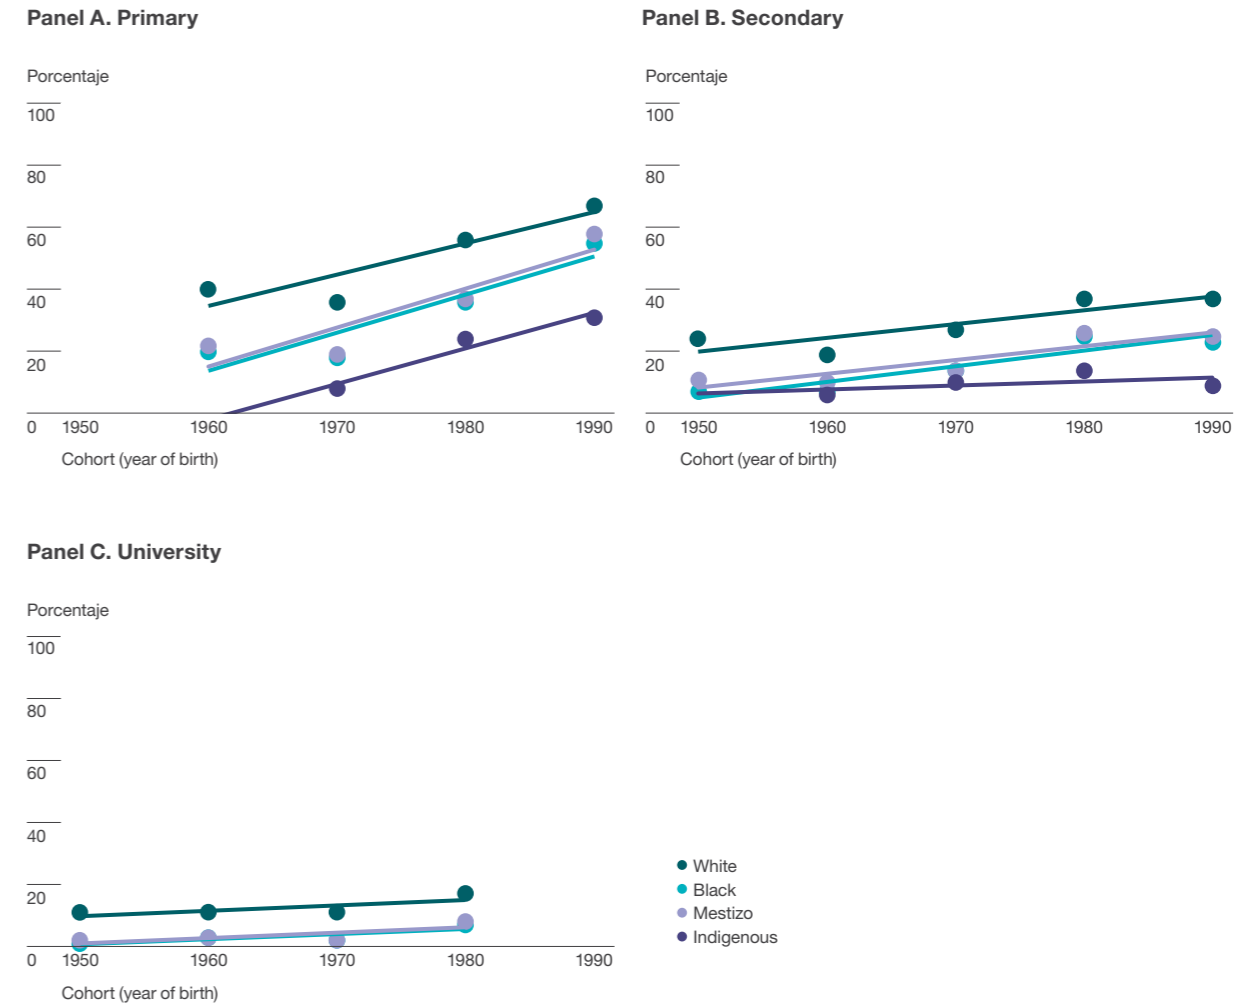 Panel A. Primary
Porcentaje
100
80
60
40
20
0 1950 1960 1970 1980 1990
Cohort (year of birth)
Panel B. Secondary
Porcentaje
100
80
60
40
20
0 1950 1960 1970 1980 1990
Cohort (year of birth)
Panel C. University
Porcentaje
100
80
60
40
20
0 1950 1960 1970 1980 1990
Cohort (year of birth)
White
Black
Mestizo
Indigenous